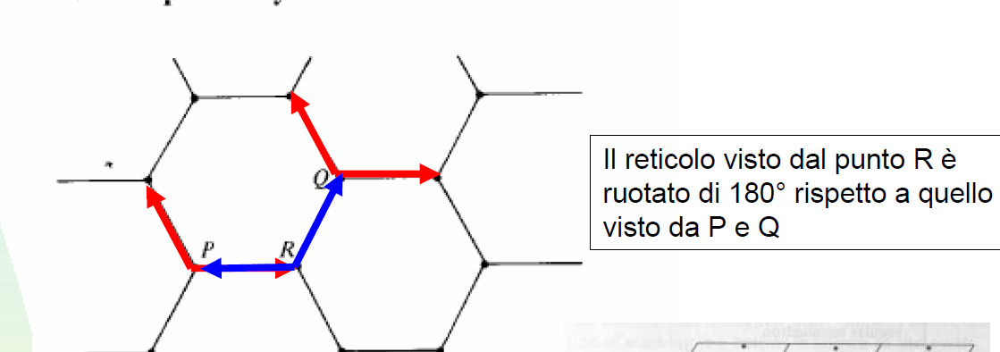 Q
P
R
Il reticolo visto dal punto R è
ruotato di 180° rispetto a quello
visto da P e Q